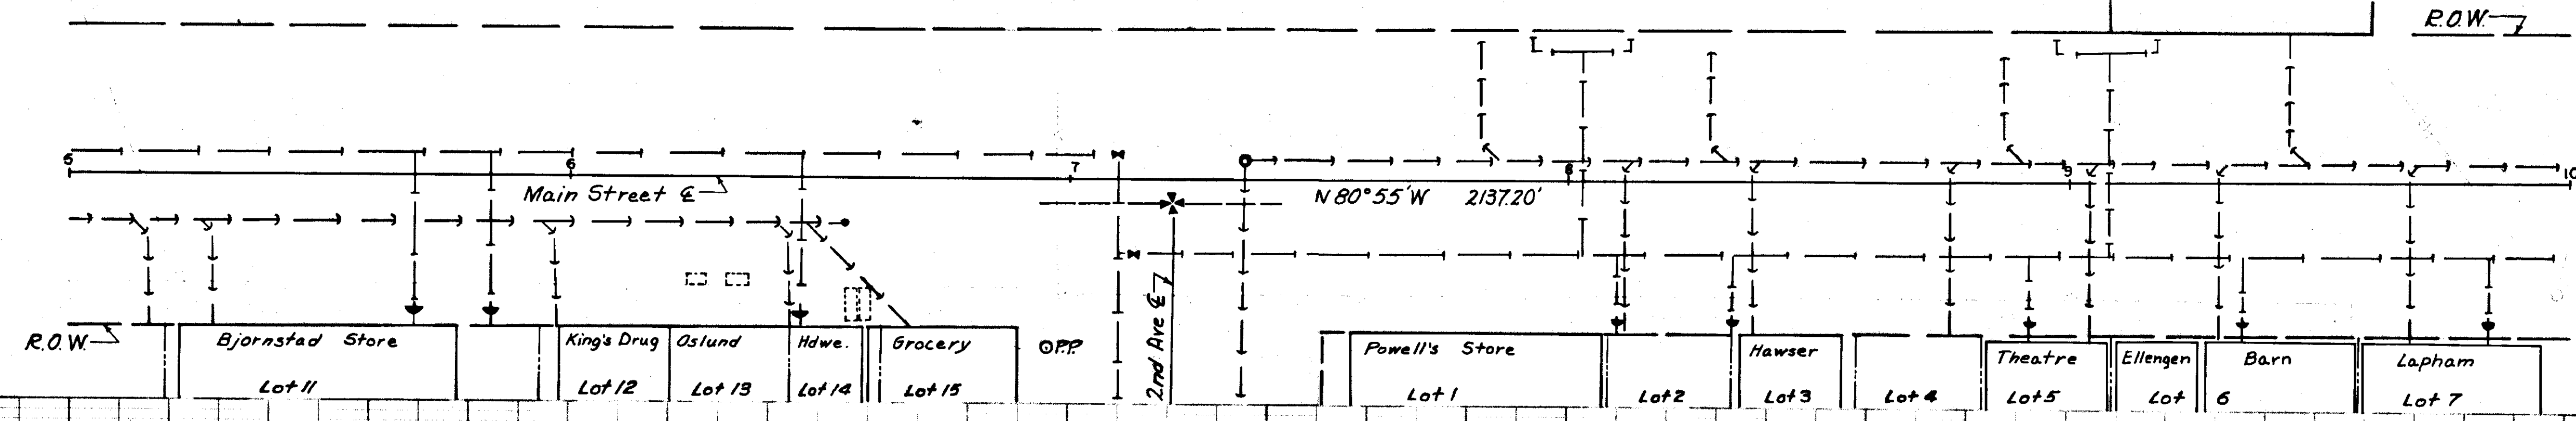 R.O.W.
5 6 7 8 9 10
Main Street ℄
N 80°55'W 2137.20'
2nd Ave ℄
R.O.W.
Bjornstad Store
Lot 11
King's Drug
Lot 12
Oslund
Lot 13
Hdwe.
Lot 14
Grocery
Lot 15
P.P.
Powell's Store
Lot 1
Lot 2
Hawser
Lot 3
Lot 4
Theatre
Lot 5
Ellengen Barn
Lot 6
Lapham
Lot 7